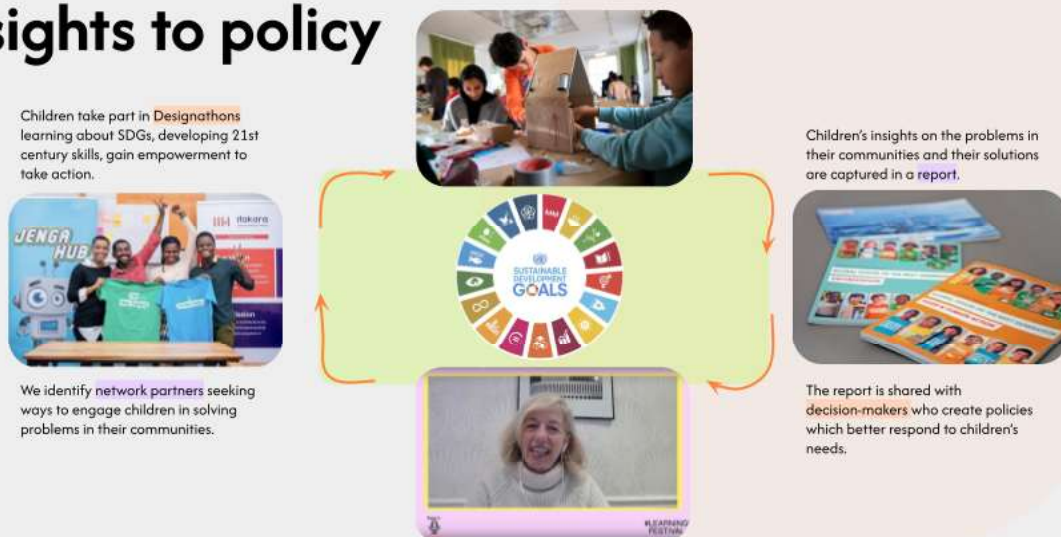 sights to policy
Children take part in Designathons
learning about SDGs, developing 21st
century skills, gain empowerment to
take action.
Children's insights on the problems in
their communities and their solutions
are captured in a report.
JENGA
HUB
itakara
SUSTAINABLE
DEVELOPMENT
GOALS
We identify network partners seeking
ways to engage children in solving
problems in their communities.
The report is shared with
decision-makers who create policies
which better respond to children's
needs.
#LEARNING
FESTIVAL